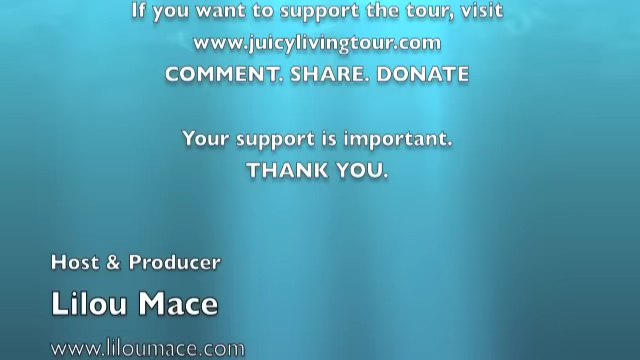 If you want to support the tour, visit
www.juicylivingtour.com
COMMENT. SHARE. DONATE
Your support is important.
THANK YOU.
Host & Producer
Lilou Mace
www.liloumace.com